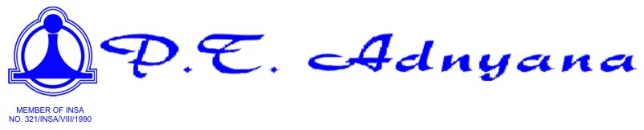 P.T. Adnyana
MEMBER OF INSA
NO. 321/INSA/VIII/1990